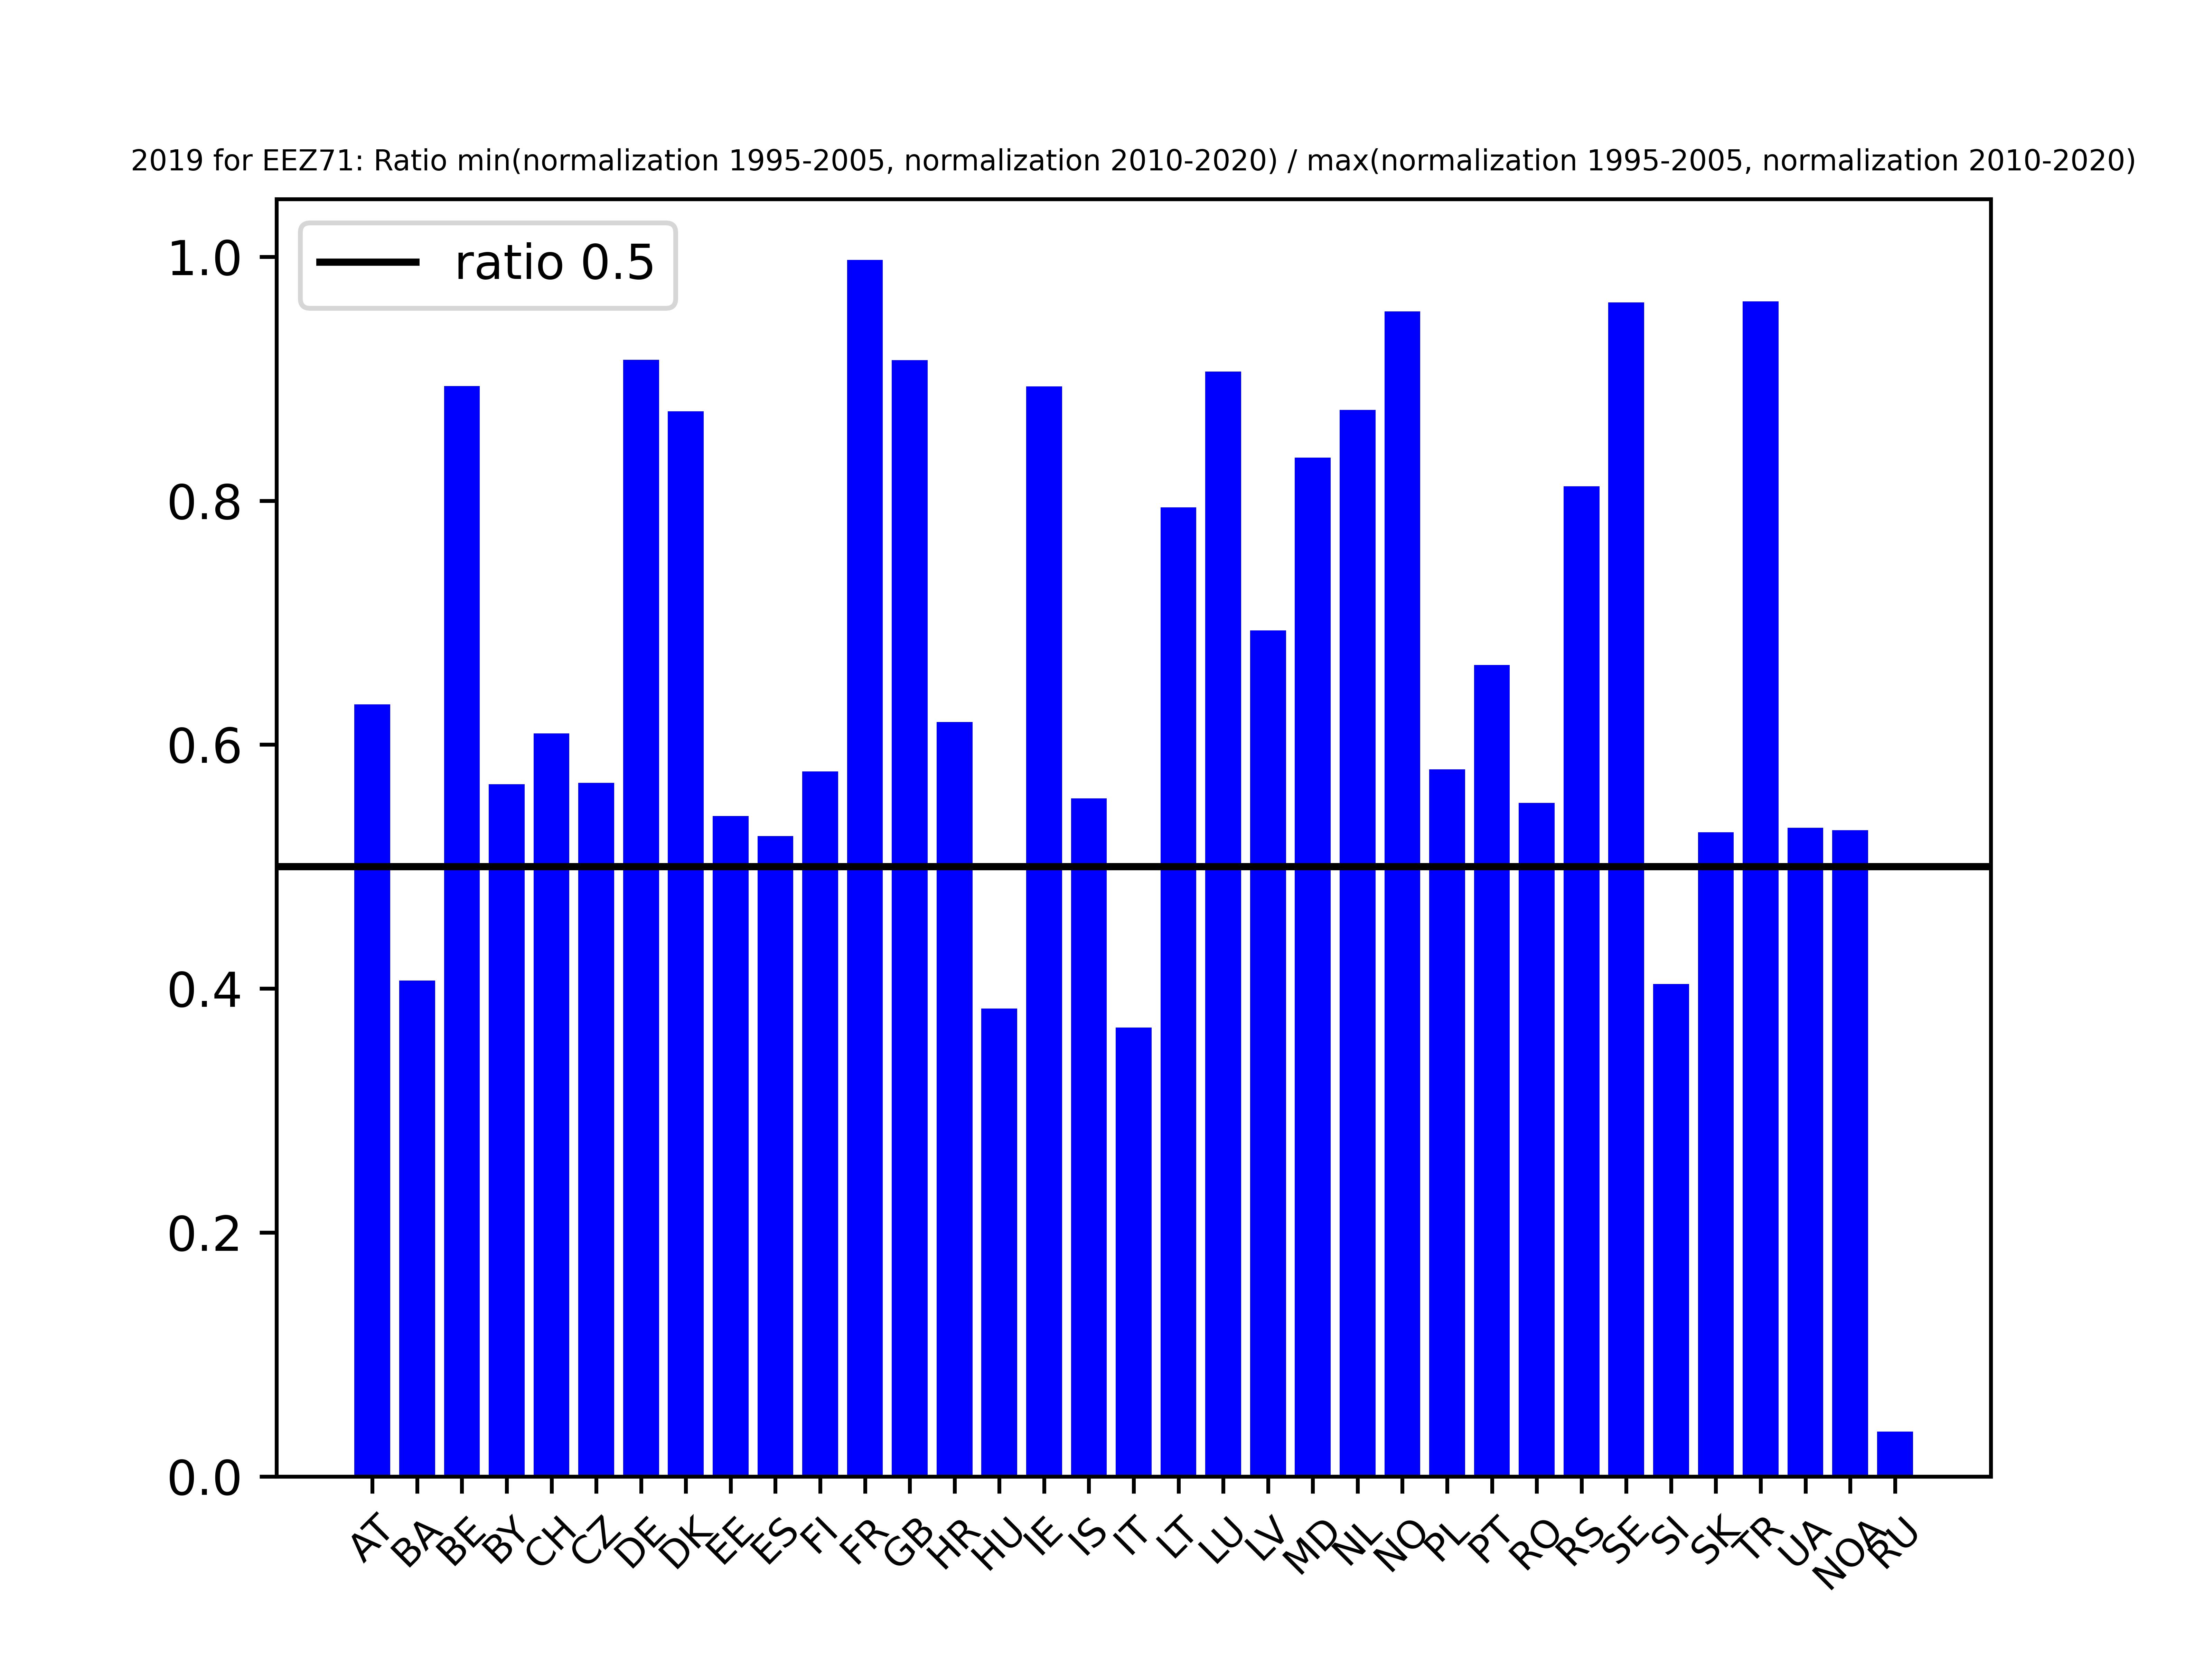 2019 for EEZ71: Ratio min(normalization 1995-2005, normalization 2010-2020) / max(normalization 1995-2005, normalization 2010-2020)
ratio 0.5
1.0
0.8
0.6
0.4
0.2
0.0
AT BA BE BY CH CZ DE DK EE ES FI FR GB HR HU IE IS IT LT LU LV MD NL NO PL PT RO RS SE SI SK TR UA NOA RU